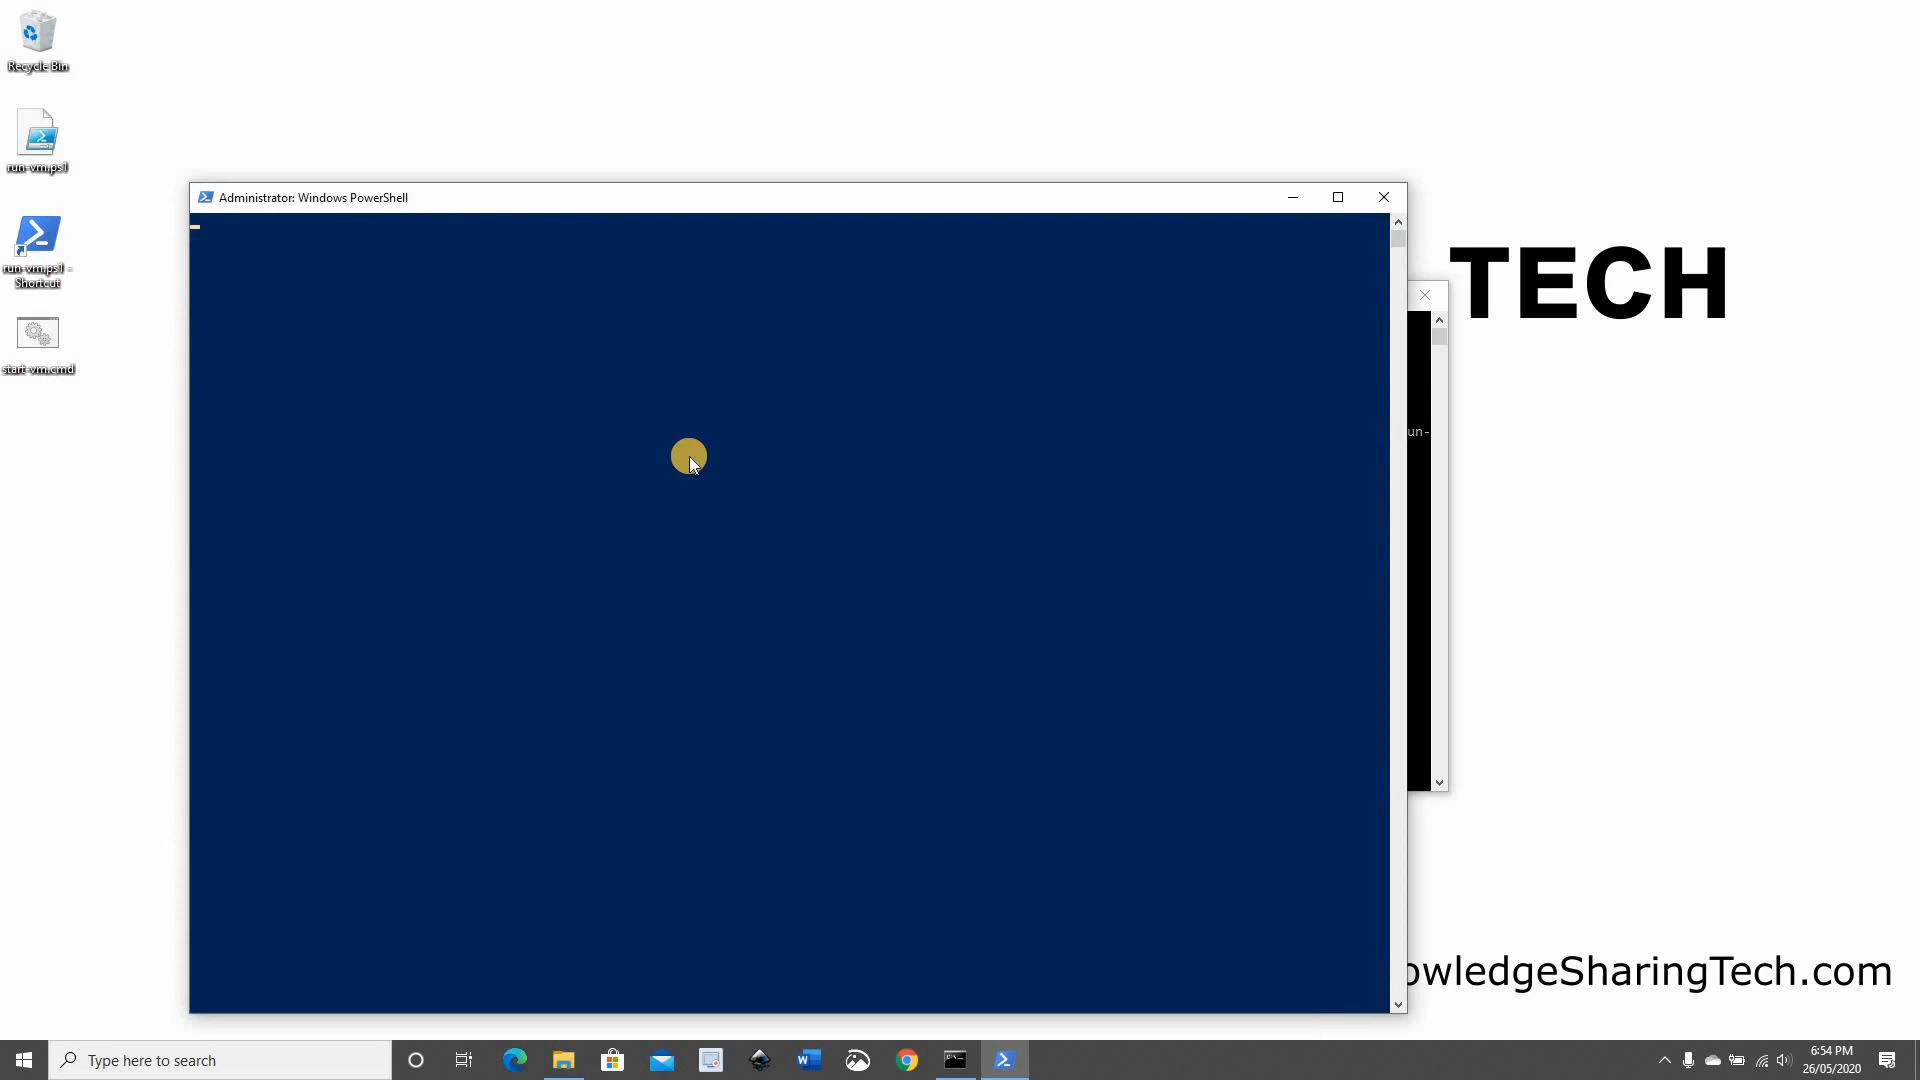 Recycle Bin
run-vm.ps1
run-vm.ps1 -
Shortcut
start-vm.cmd
Administrator: Windows PowerShell
TECH
un-
owledgeSharingTech.com
Type here to search
6:54 PM
26/05/2020